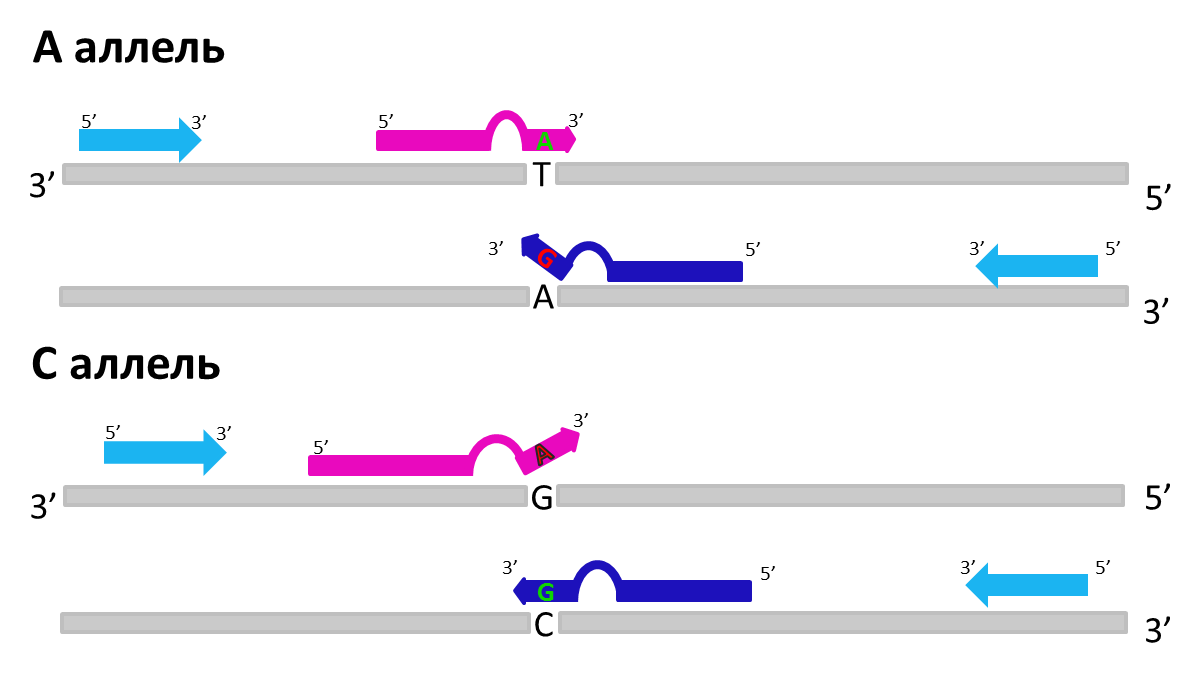 А аллель
5’ 3’ 5’ 3’
A
3’ T 5’
3’ 5’ 3’ 5’
G
A 3’
С аллель
5’ 3’ 5’ 3’
A
3’ G 5’
3’ 5’ 3’ 5’
G
C 3’